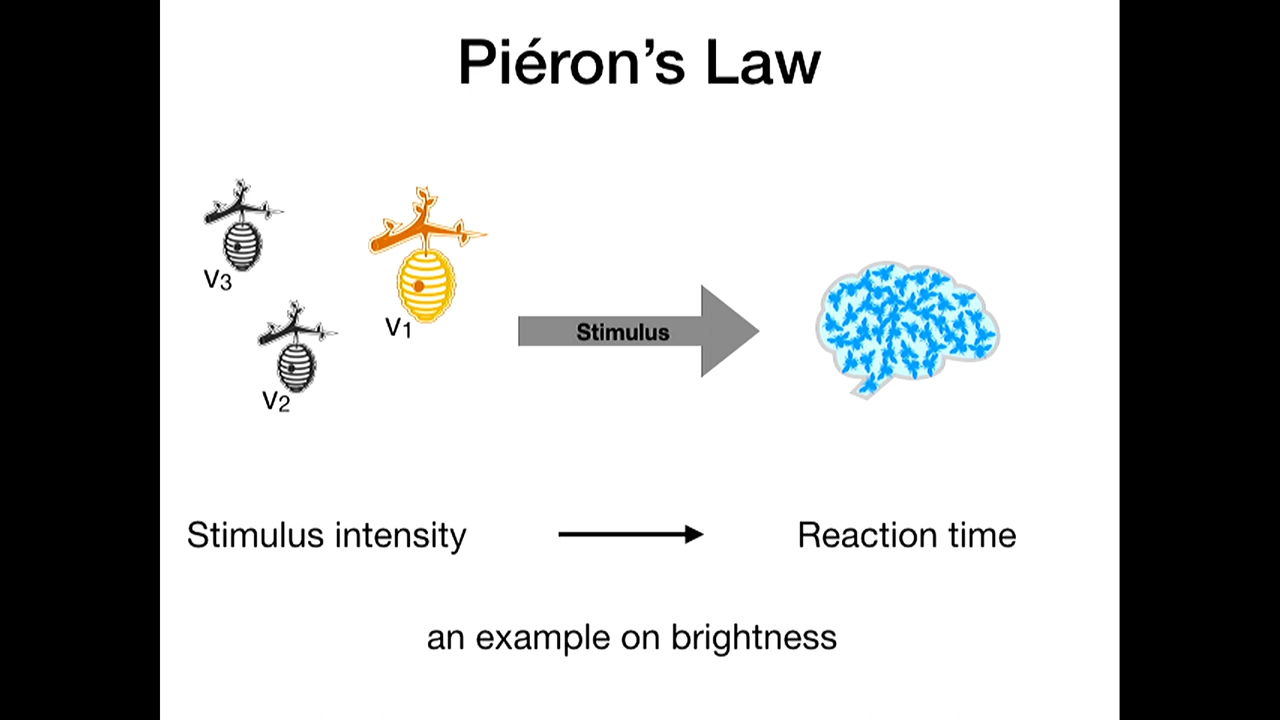 Piéron's Law
V3
V1
Stimulus
V2
Stimulus intensity
Reaction time
an example on brightness